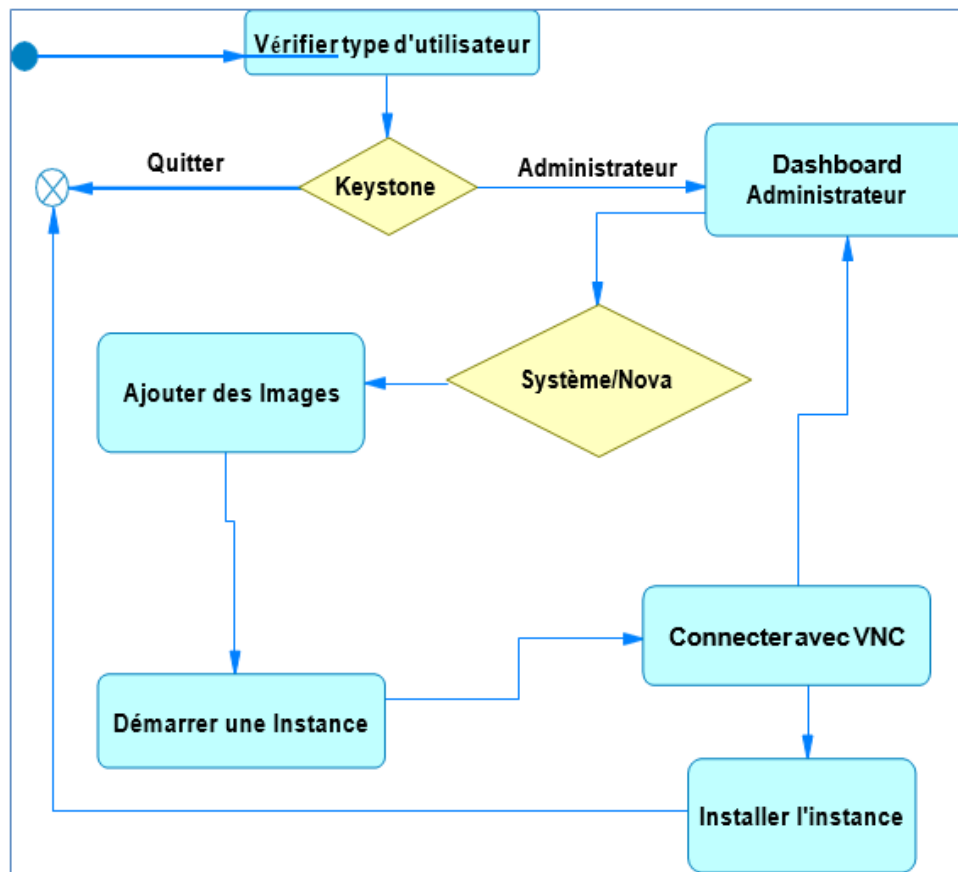 Vérifier type d'utilisateur
Quitter
Keystone
Administrateur
Dashboard
Administrateur
Système/Nova
Ajouter des Images
Connecter avec VNC
Démarrer une Instance
Installer l'instance